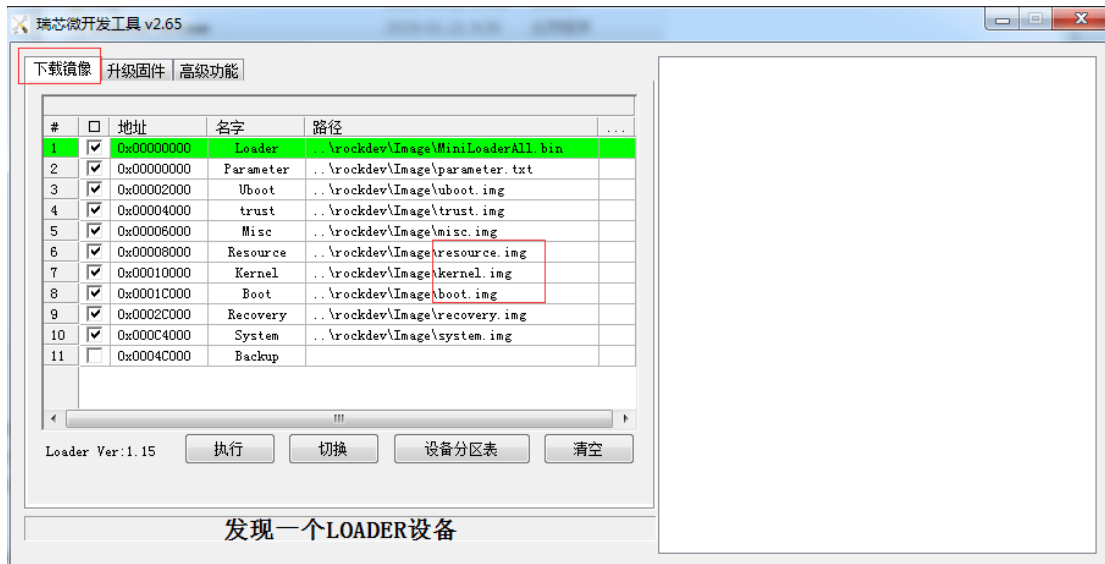 瑞芯微开发工具 v2.65
下载镜像 升级固件 高级功能
# 地址 名字 路径 ...
1 0x00000000 Loader ..\rockdev\Image\MiniLoaderAll.bin
2 0x00000000 Parameter ..\rockdev\Image\parameter.txt
3 0x00002000 Uboot ..\rockdev\Image\uboot.img
4 0x00004000 trust ..\rockdev\Image\trust.img
5 0x00006000 Misc ..\rockdev\Image\misc.img
6 0x00008000 Resource ..\rockdev\Image\resource.img
7 0x00010000 Kernel ..\rockdev\Image\kernel.img
8 0x0001C000 Boot ..\rockdev\Image\boot.img
9 0x0002C000 Recovery ..\rockdev\Image\recovery.img
10 0x000C4000 System ..\rockdev\Image\system.img
11 0x0004C000 Backup
Loader Ver:1.15 执行 切换 设备分区表 清空
发现一个LOADER设备